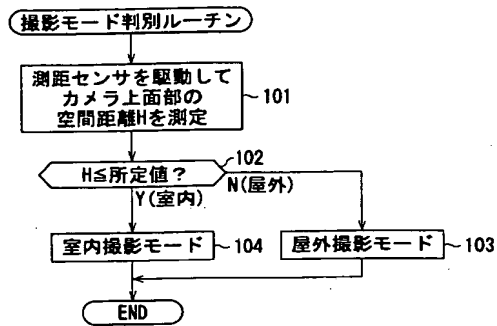 撮影モード判別ルーチン
測距センサを駆動して
カメラ上面部の
空間距離Hを測定
101
102
H≦所定値?
N(屋外)
Y(室内)
室内撮影モード
104
屋外撮影モード
103
END